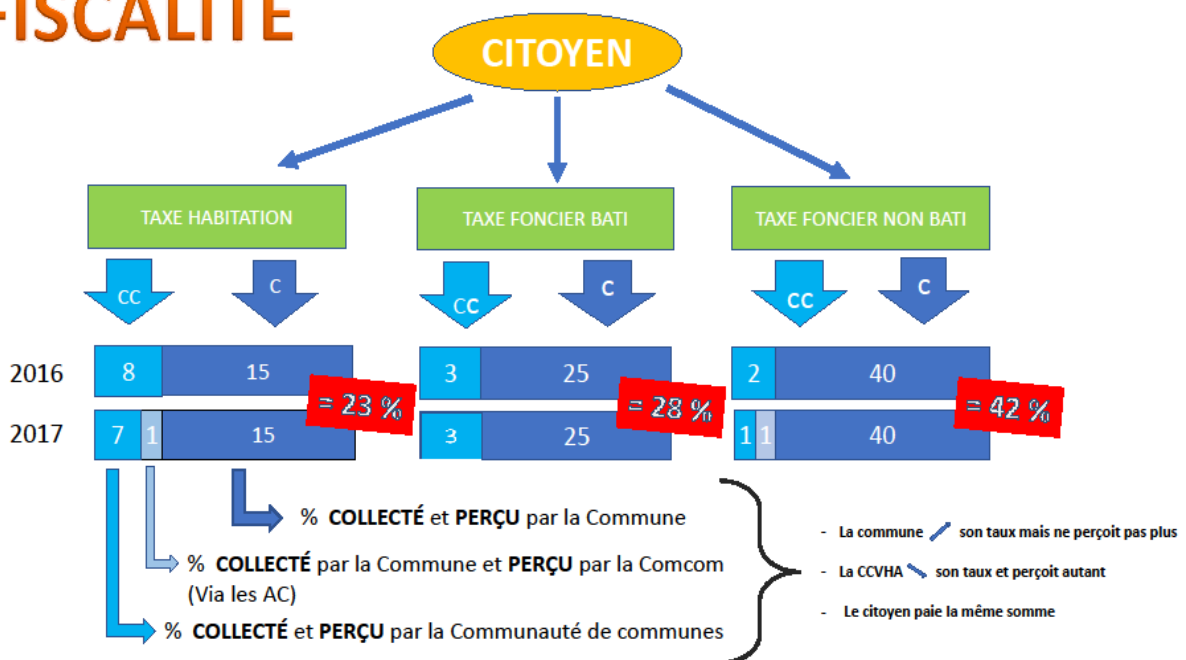 FISCALITE
CITOYEN
TAXE HABITATION
TAXE FONCIER BATI
TAXE FONCIER NON BATI
CC
C
CC
C
CC
C
2016
8
15
3
25
2
40
= 23 %
= 28 %
= 42 %
2017
7
1
15
3
25
1
1
40
% COLLECTÉ et PERÇU par la Commune
% COLLECTÉ par la Commune et PERÇU par la Comcom
(Via les AC)
% COLLECTÉ et PERÇU par la Communauté de communes
- La commune son taux mais ne perçoit pas plus
- La CCVHA son taux et perçoit autant
- Le citoyen paie la même somme